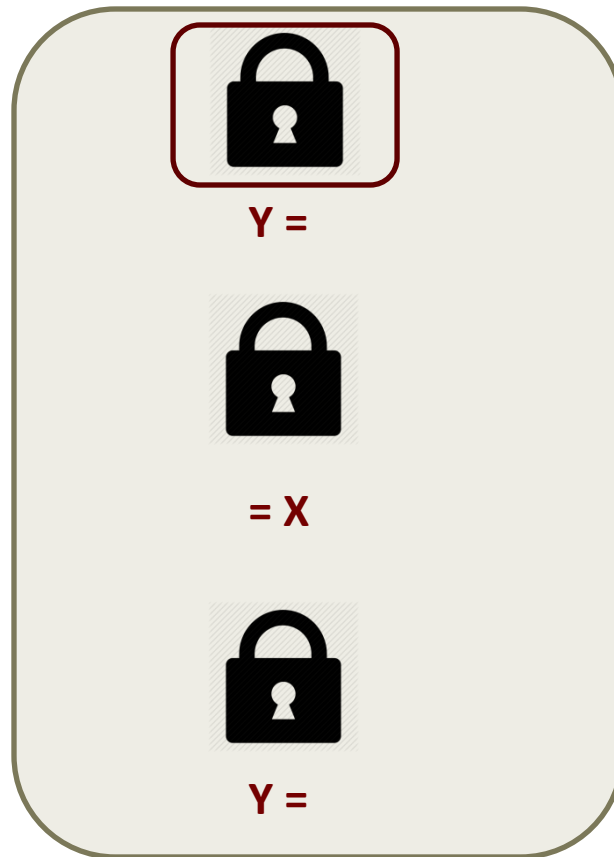 Y =
= X
Y =